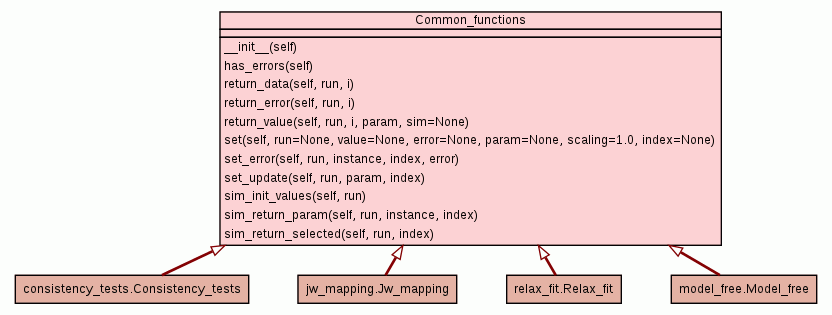 Common_functions
__init__(self)
has_errors(self)
return_data(self, run, i)
return_error(self, run, i)
return_value(self, run, i, param, sim=None)
set(self, run=None, value=None, error=None, param=None, scaling=1.0, index=None)
set_error(self, run, instance, index, error)
set_update(self, run, param, index)
sim_init_values(self, run)
sim_return_param(self, run, instance, index)
sim_return_selected(self, run, index)
consistency_tests.Consistency_tests
jw_mapping.Jw_mapping
relax_fit.Relax_fit
model_free.Model_free